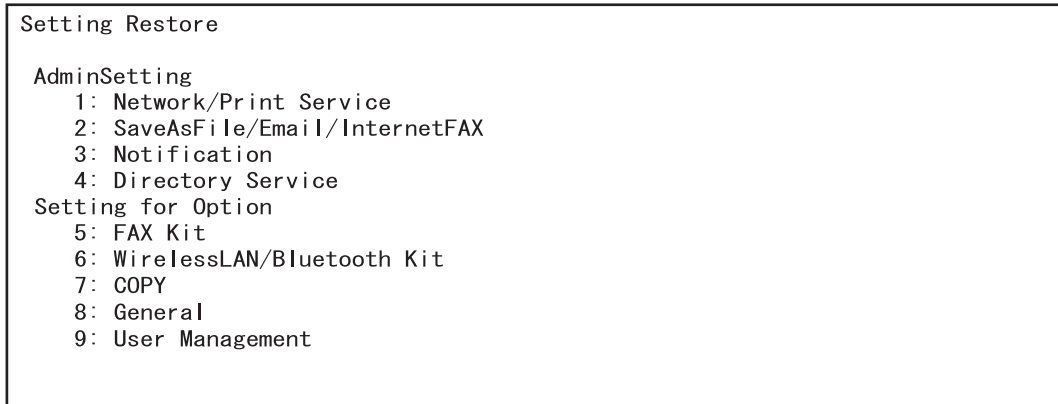 Setting Restore
AdminSetting
1: Network/Print Service
2: SaveAsFile/Email/InternetFAX
3: Notification
4: Directory Service
Setting for Option
5: FAX Kit
6: WirelessLAN/Bluetooth Kit
7: COPY
8: General
9: User Management